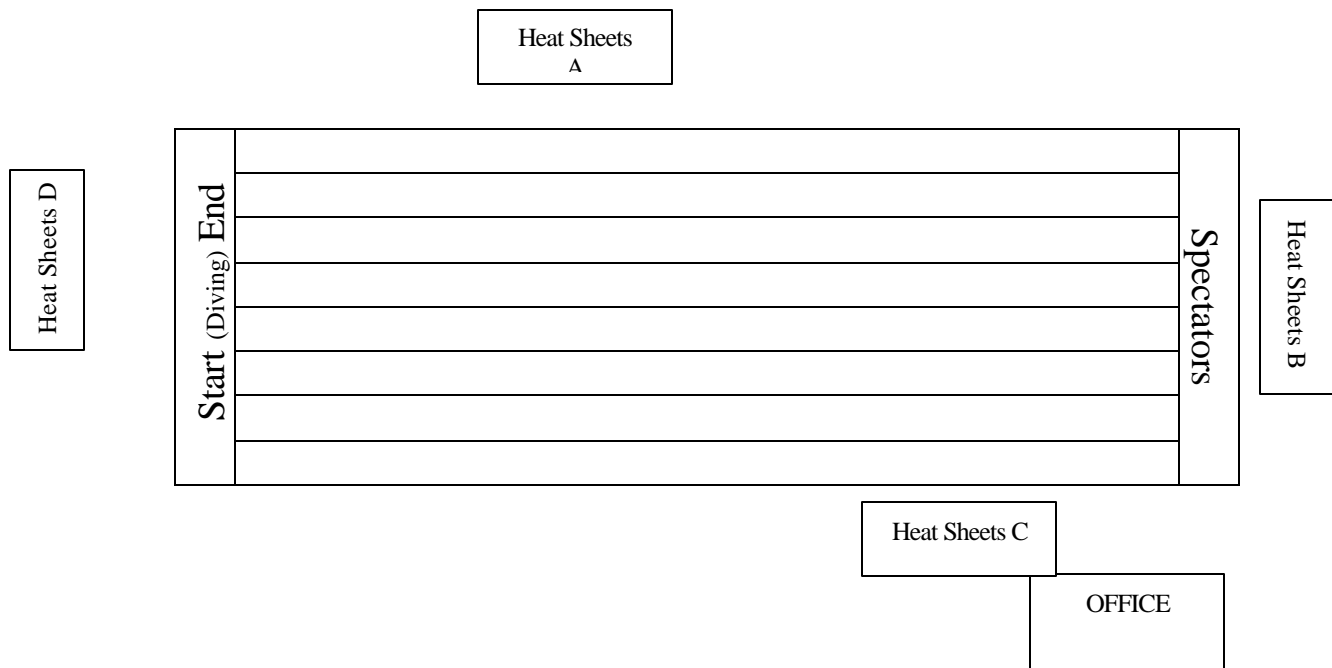 Heat Sheets
A
Heat Sheets D
Start (Diving) End
Spectators
Heat Sheets B
Heat Sheets C
OFFICE